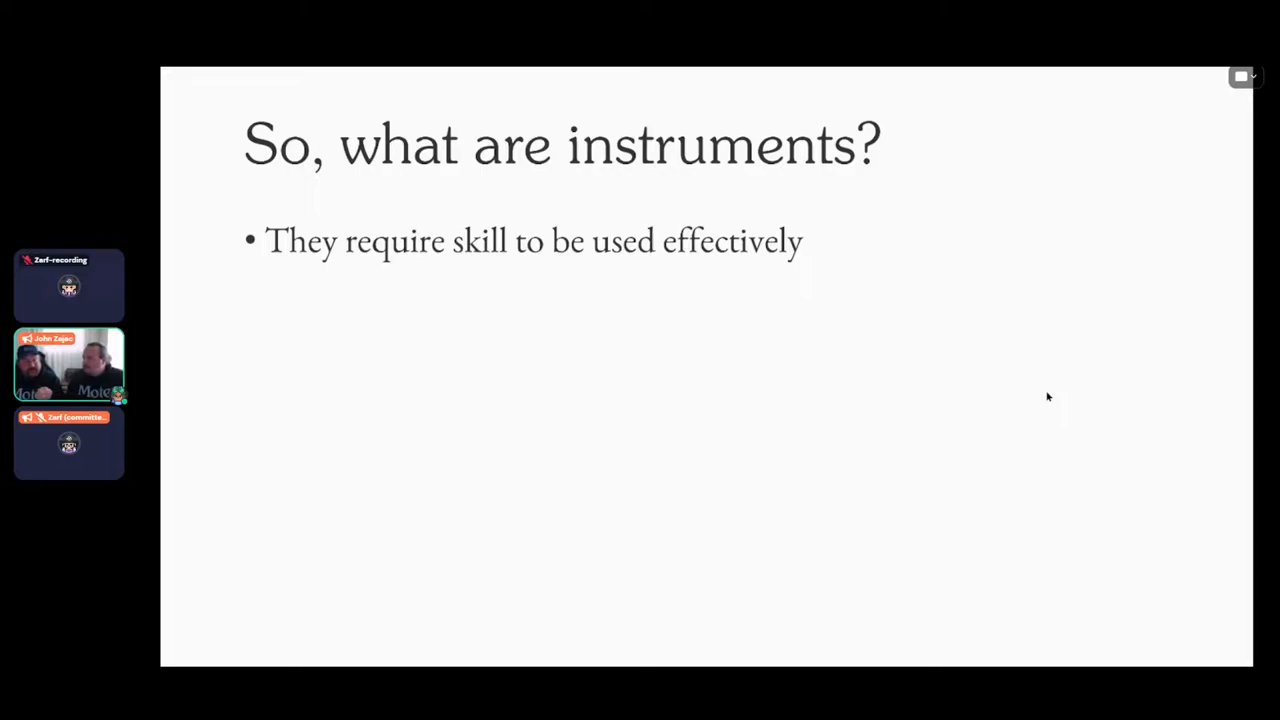 So, what are instruments?
• They require skill to be used effectively
Zarf-recording
John Zajac
Zarf (committe...